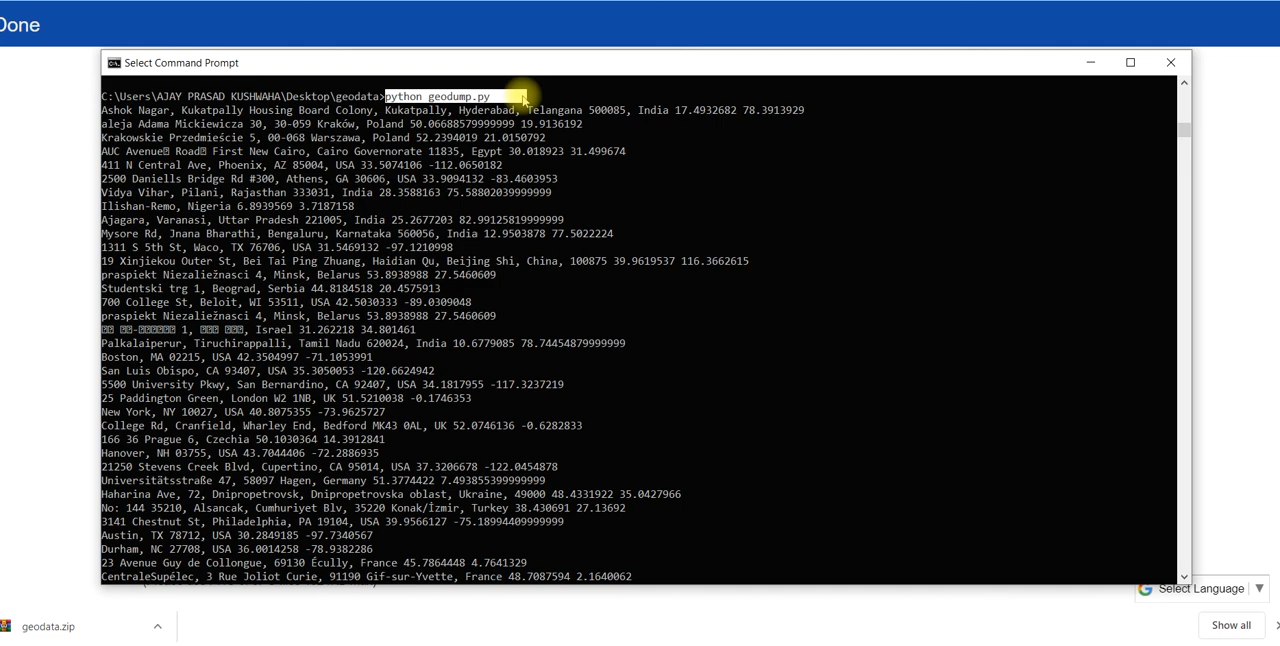 Done
Select Command Prompt
C:\Users\AJAY PRASAD KUSHWAHA\Desktop\geodata>python geodump.py
Ashok Nagar, Kukatpally Housing Board Colony, Kukatpally, Hyderabad, Telangana 500085, India 17.4932682 78.3913929
aleja Adama Mickiewicza 30, 30-059 Kraków, Poland 50.06688579999999 19.9136192
Krakowskie Przedmieście 5, 00-068 Warszawa, Poland 52.2394019 21.0150792
AUC Avenue Road First New Cairo, Cairo Governorate 11835, Egypt 30.018923 31.499674
411 N Central Ave, Phoenix, AZ 85004, USA 33.5074106 -112.0650182
2500 Daniells Bridge Rd #300, Athens, GA 30606, USA 33.9094132 -83.4603953
Vidya Vihar, Pilani, Rajasthan 333031, India 28.3588163 75.58802039999999
Ilishan-Remo, Nigeria 6.8939569 3.7187158
Ajagara, Varanasi, Uttar Pradesh 221005, India 25.2677203 82.99125819999999
Mysore Rd, Jnana Bharathi, Bengaluru, Karnataka 560056, India 12.9503878 77.5022224
1311 S 5th St, Waco, TX 76706, USA 31.5469132 -97.1210998
19 Xinjiekou Outer St, Bei Tai Ping Zhuang, Haidian Qu, Beijing Shi, China, 100875 39.9619537 116.3662615
praspiekt Niezaliežnasci 4, Minsk, Belarus 53.8938988 27.5460609
Studentski trg 1, Beograd, Serbia 44.8184518 20.4575913
700 College St, Beloit, WI 53511, USA 42.5030333 -89.0309048
praspiekt Niezaliežnasci 4, Minsk, Belarus 53.8938988 27.5460609
1, Israel 31.262218 34.801461
Palkalaiperur, Tiruchirappalli, Tamil Nadu 620024, India 10.6779085 78.74454879999999
Boston, MA 02215, USA 42.3504997 -71.1053991
San Luis Obispo, CA 93407, USA 35.3050053 -120.6624942
5500 University Pkwy, San Bernardino, CA 92407, USA 34.1817955 -117.3237219
25 Paddington Green, London W2 1NB, UK 51.5210038 -0.1746353
New York, NY 10027, USA 40.8075355 -73.9625727
College Rd, Cranfield, Wharley End, Bedford MK43 0AL, UK 52.0746136 -0.6282833
166 36 Prague 6, Czechia 50.1030364 14.3912841
Hanover, NH 03755, USA 43.7044406 -72.2886935
21250 Stevens Creek Blvd, Cupertino, CA 95014, USA 37.3206678 -122.0454878
Universitätsstraße 47, 58097 Hagen, Germany 51.3774422 7.493855399999999
Haharina Ave, 72, Dnipropetrovsk, Dnipropetrovska oblast, Ukraine, 49000 48.4331922 35.0427966
No: 144 35210, Alsancak, Cumhuriyet Blv, 35220 Konak/İzmir, Turkey 38.430691 27.13692
3141 Chestnut St, Philadelphia, PA 19104, USA 39.9566127 -75.18994409999999
Austin, TX 78712, USA 30.2849185 -97.7340567
Durham, NC 27708, USA 36.0014258 -78.9382286
23 Avenue Guy de Collongue, 69130 Écully, France 45.7864448 4.7641329
CentraleSupélec, 3 Rue Joliot Curie, 91190 Gif-sur-Yvette, France 48.7087594 2.1640062
Select Language
geodata.zip
Show all